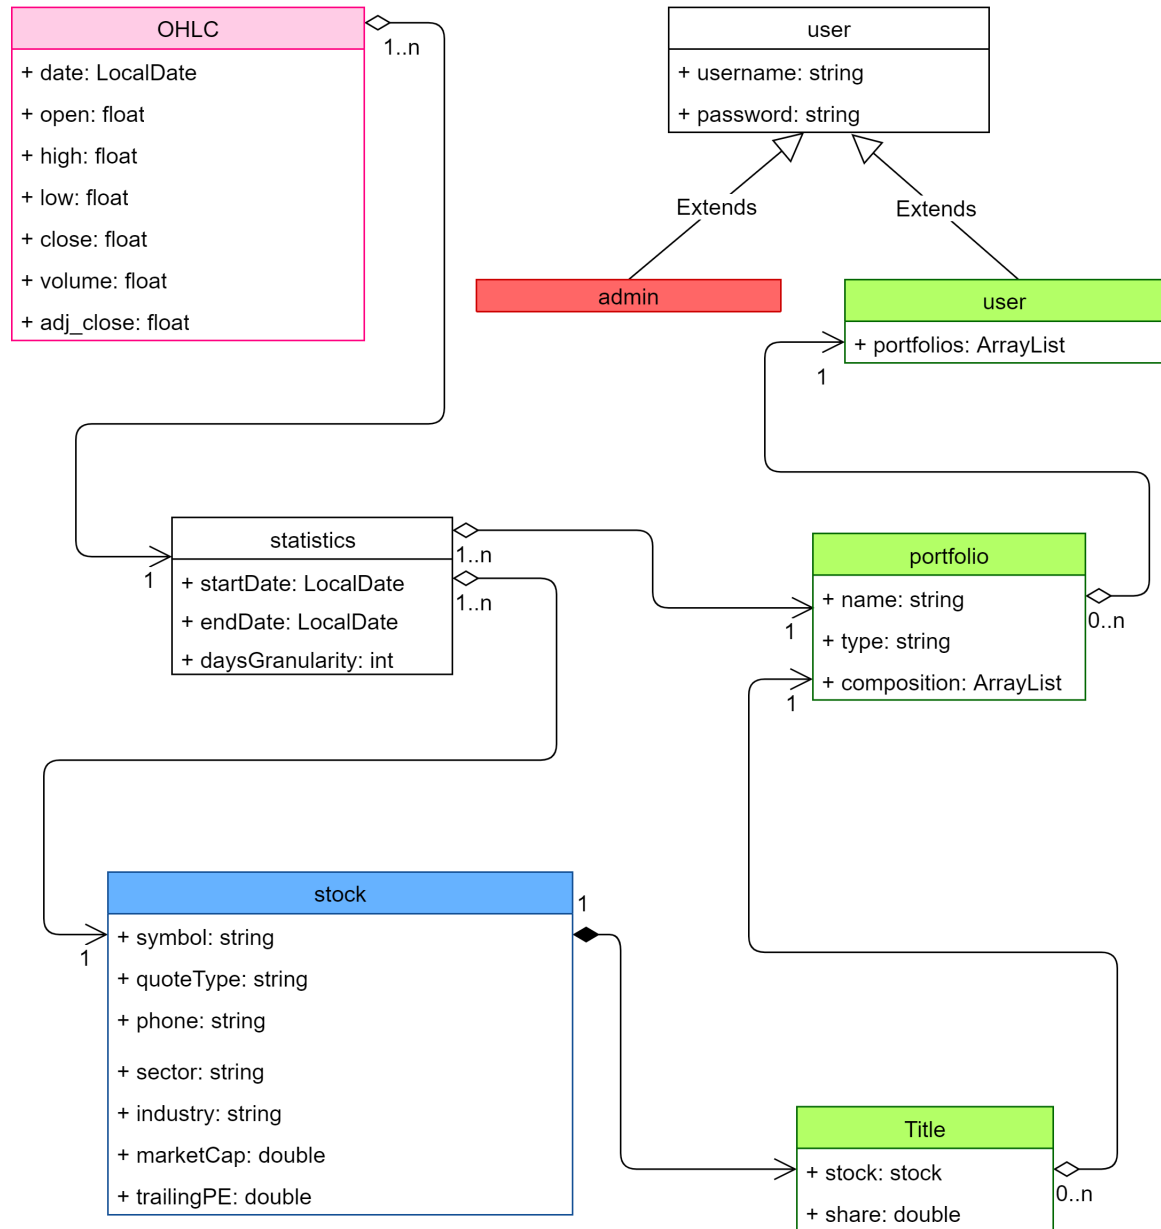 OHLC
+ date: LocalDate
+ open: float
+ high: float
+ low: float
+ close: float
+ volume: float
+ adj_close: float
1..n
user
+ username: string
+ password: string
Extends
Extends
admin
user
+ portfolios: ArrayList
1
statistics
+ startDate: LocalDate
+ endDate: LocalDate
+ daysGranularity: int
1
1..n
1..n
portfolio
+ name: string
+ type: string
+ composition: ArrayList
1
1
0..n
stock
+ symbol: string
+ quoteType: string
+ phone: string
+ sector: string
+ industry: string
+ marketCap: double
+ trailingPE: double
1
1
Title
+ stock: stock
+ share: double
0..n